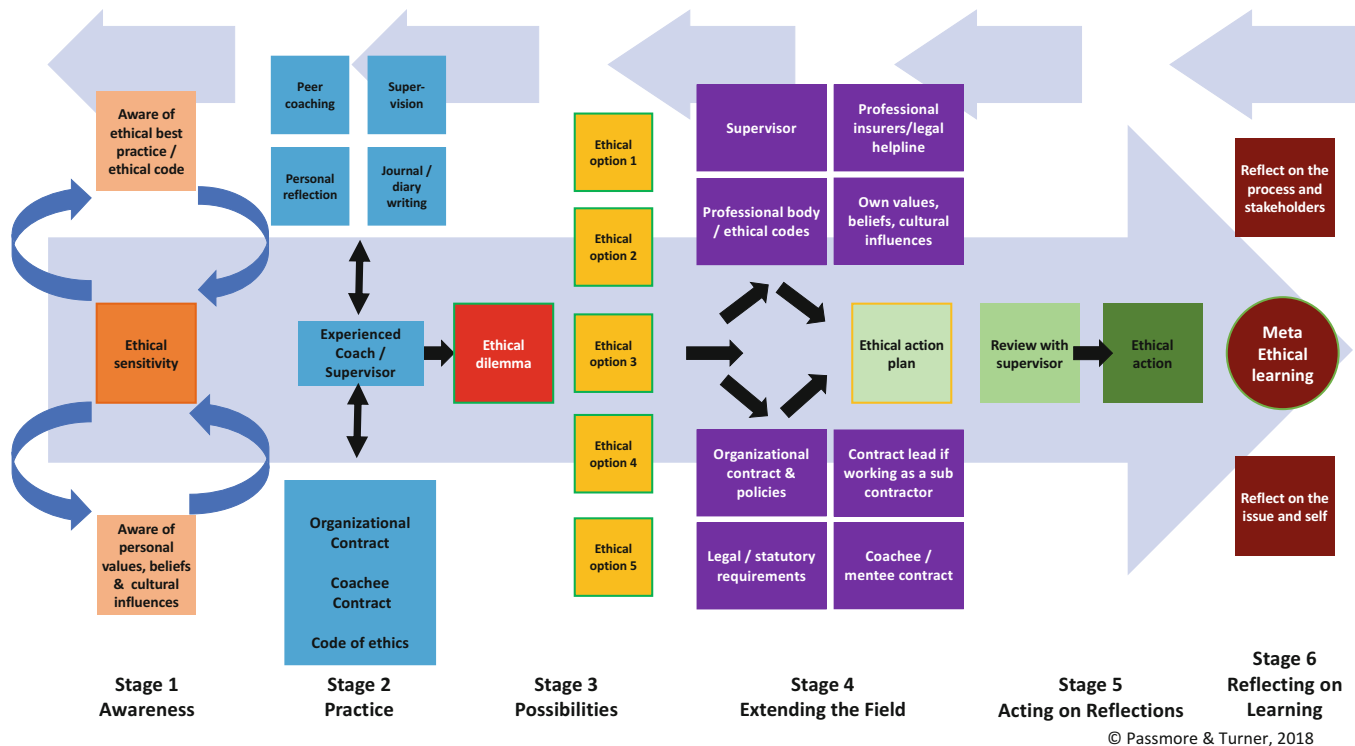 Aware of
ethical best
practice /
ethical code
Ethical
sensitivity
Aware of
personal
values, beliefs
& cultural
influences
Peer
coaching
Super-
vision
Personal
reflection
Journal /
diary
writing
Experienced
Coach /
Supervisor
Organizational
Contract
Coachee
Contract
Code of ethics
Ethical
dilemma
Ethical
option 1
Ethical
option 2
Ethical
option 3
Ethical
option 4
Ethical
option 5
Supervisor
Professional
insurers/legal
helpline
Professional body
/ ethical codes
Own values,
beliefs, cultural
influences
Ethical action
plan
Organizational
contract &
policies
Contract lead if
working as a sub
contractor
Legal / statutory
requirements
Coachee /
mentee contract
Review with
supervisor
Ethical
action
Reflect on the
process and
stakeholders
Meta
Ethical
learning
Reflect on the
issue and self
Stage 1
Awareness
Stage 2
Practice
Stage 3
Possibilities
Stage 4
Extending the Field
Stage 5
Acting on Reflections
Stage 6
Reflecting on
Learning
© Passmore & Turner, 2018